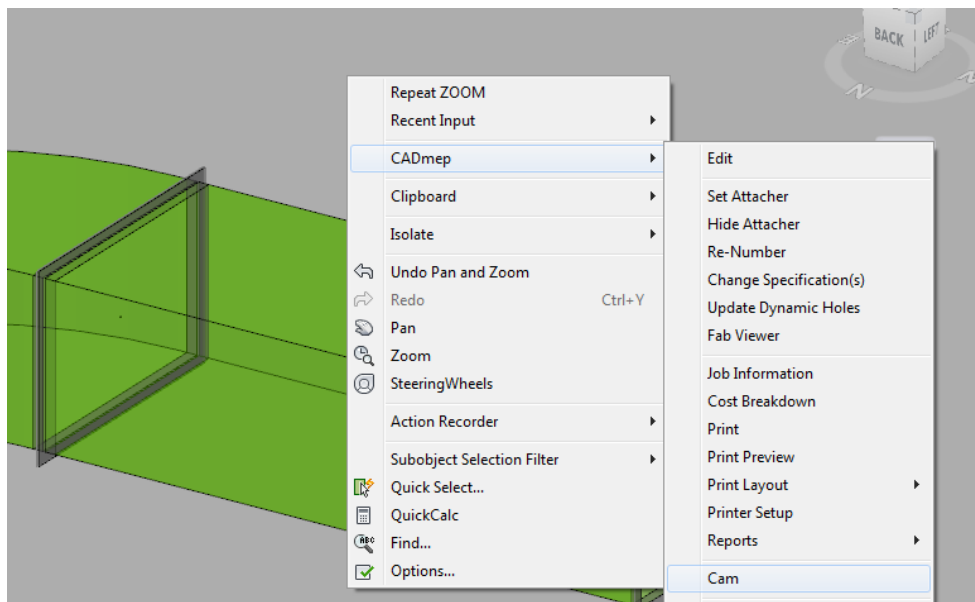 BACK
LEFT
N
Repeat ZOOM
Recent Input
CADmep
Clipboard
Isolate
Undo Pan and Zoom
Redo Ctrl+Y
Pan
Zoom
SteeringWheels
Action Recorder
Subobject Selection Filter
Quick Select...
QuickCalc
Find...
Options...
Edit
Set Attacher
Hide Attacher
Re-Number
Change Specification(s)
Update Dynamic Holes
Fab Viewer
Job Information
Cost Breakdown
Print
Print Preview
Print Layout
Printer Setup
Reports
Cam